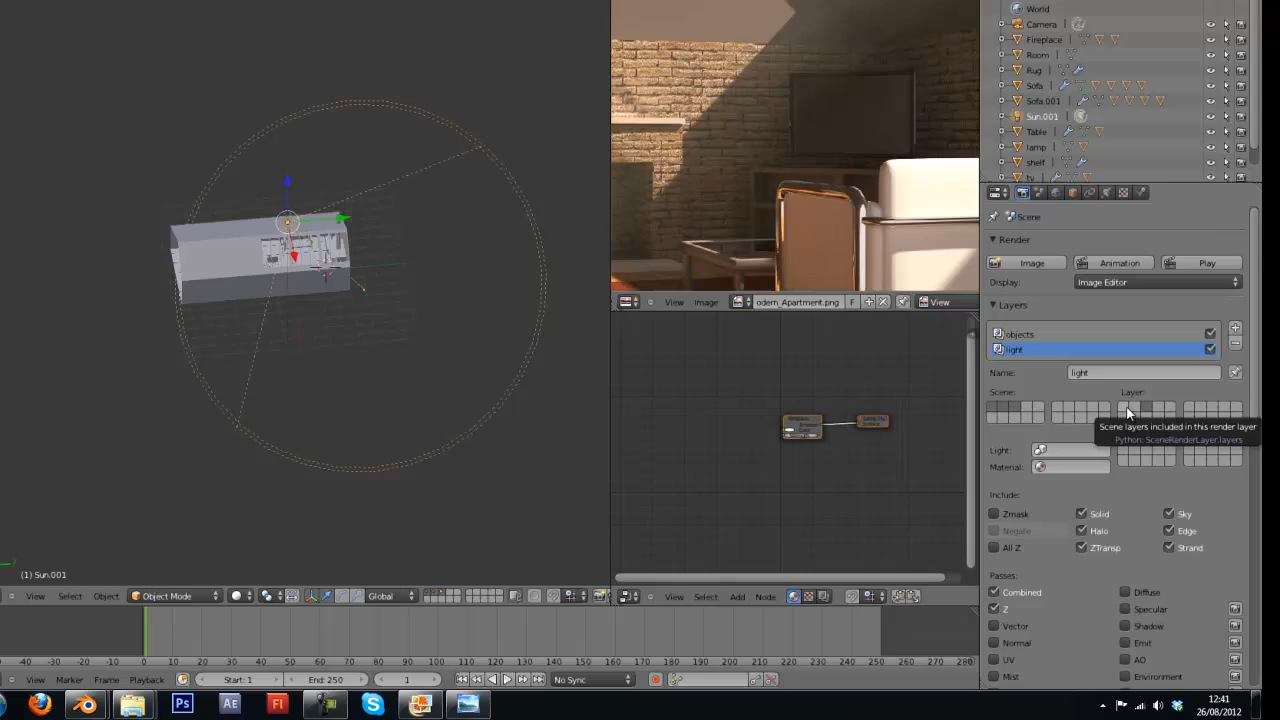 World
Camera
Fireplace
Room
Rug
Sofa
Sofa.001
Sun.001
Table
lamp
shelf
tv
Scene
Render
Image
Animation
Play
Display:
Image Editor
Layers
objects
light
Name:
light
Scene:
Layer:
Scene layers included in this render layer
Python: SceneRenderLayer.layers
Light:
Material:
Include:
Zmask
Solid
Sky
Negate
Halo
Edge
All Z
ZTransp
Strand
Passes:
Combined
Diffuse
Z
Specular
Vector
Shadow
Normal
Emit
UV
AO
Mist
Environment
View
Image
odern_Apartment.png
F
View
(1) Sun.001
View
Select
Object
Object Mode
Global
View
Select
Add
Node
-40 -30 -20 -10 0 10 20 30 40 50 60 70 80 90 100 110 120 130 140 150 160 170 180 190 200 210 220 230 240 250 260 270 280
View
Marker
Frame
Playback
Start: 1
End: 250
1
No Sync
Ps
Ae
Fl
12:41
26/08/2012